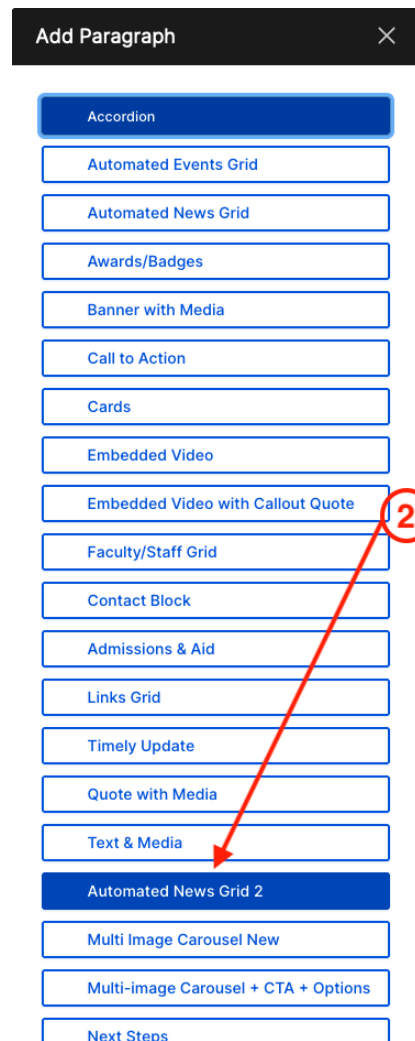 Add Paragraph
Accordion
Automated Events Grid
Automated News Grid
Awards/Badges
Banner with Media
Call to Action
Cards
Embedded Video
Embedded Video with Callout Quote
2
Faculty/Staff Grid
Contact Block
Admissions & Aid
Links Grid
Timely Update
Quote with Media
Text & Media
Automated News Grid 2
Multi Image Carousel New
Multi-image Carousel + CTA + Options
Next Steps